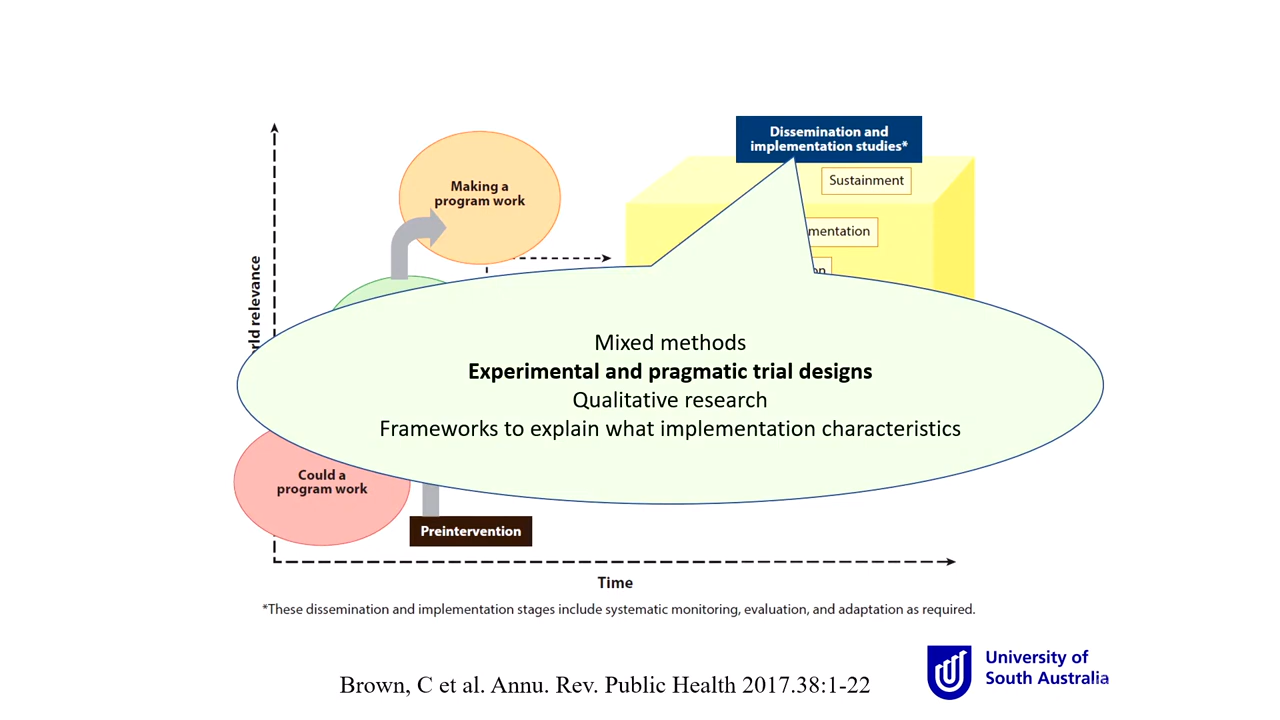 Dissemination and
implementation studies*
Sustainment
Making a
program work
mentation
rld relevance
Mixed methods
Experimental and pragmatic trial designs
Qualitative research
Frameworks to explain what implementation characteristics
Could a
program work
Preintervention
Time
*These dissemination and implementation stages include systematic monitoring, evaluation, and adaptation as required.
Brown, C et al. Annu. Rev. Public Health 2017.38:1-22
University of
South Australia